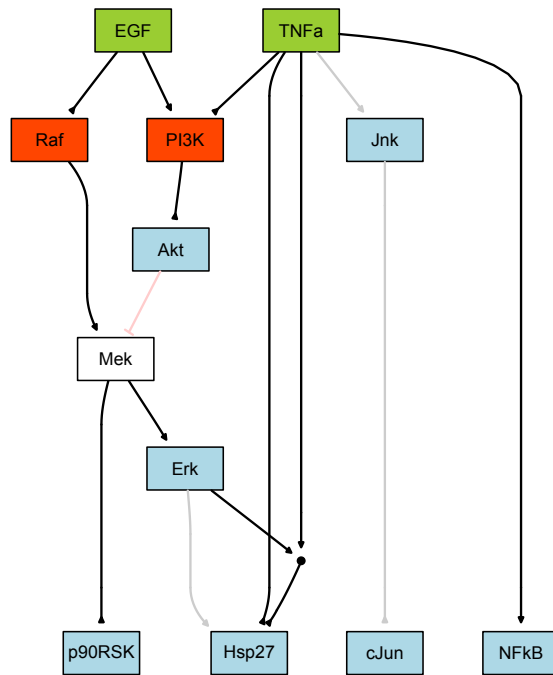 EGF
TNFa
Raf
PI3K
Jnk
Akt
Mek
Erk
p90RSK
Hsp27
cJun
NFkB